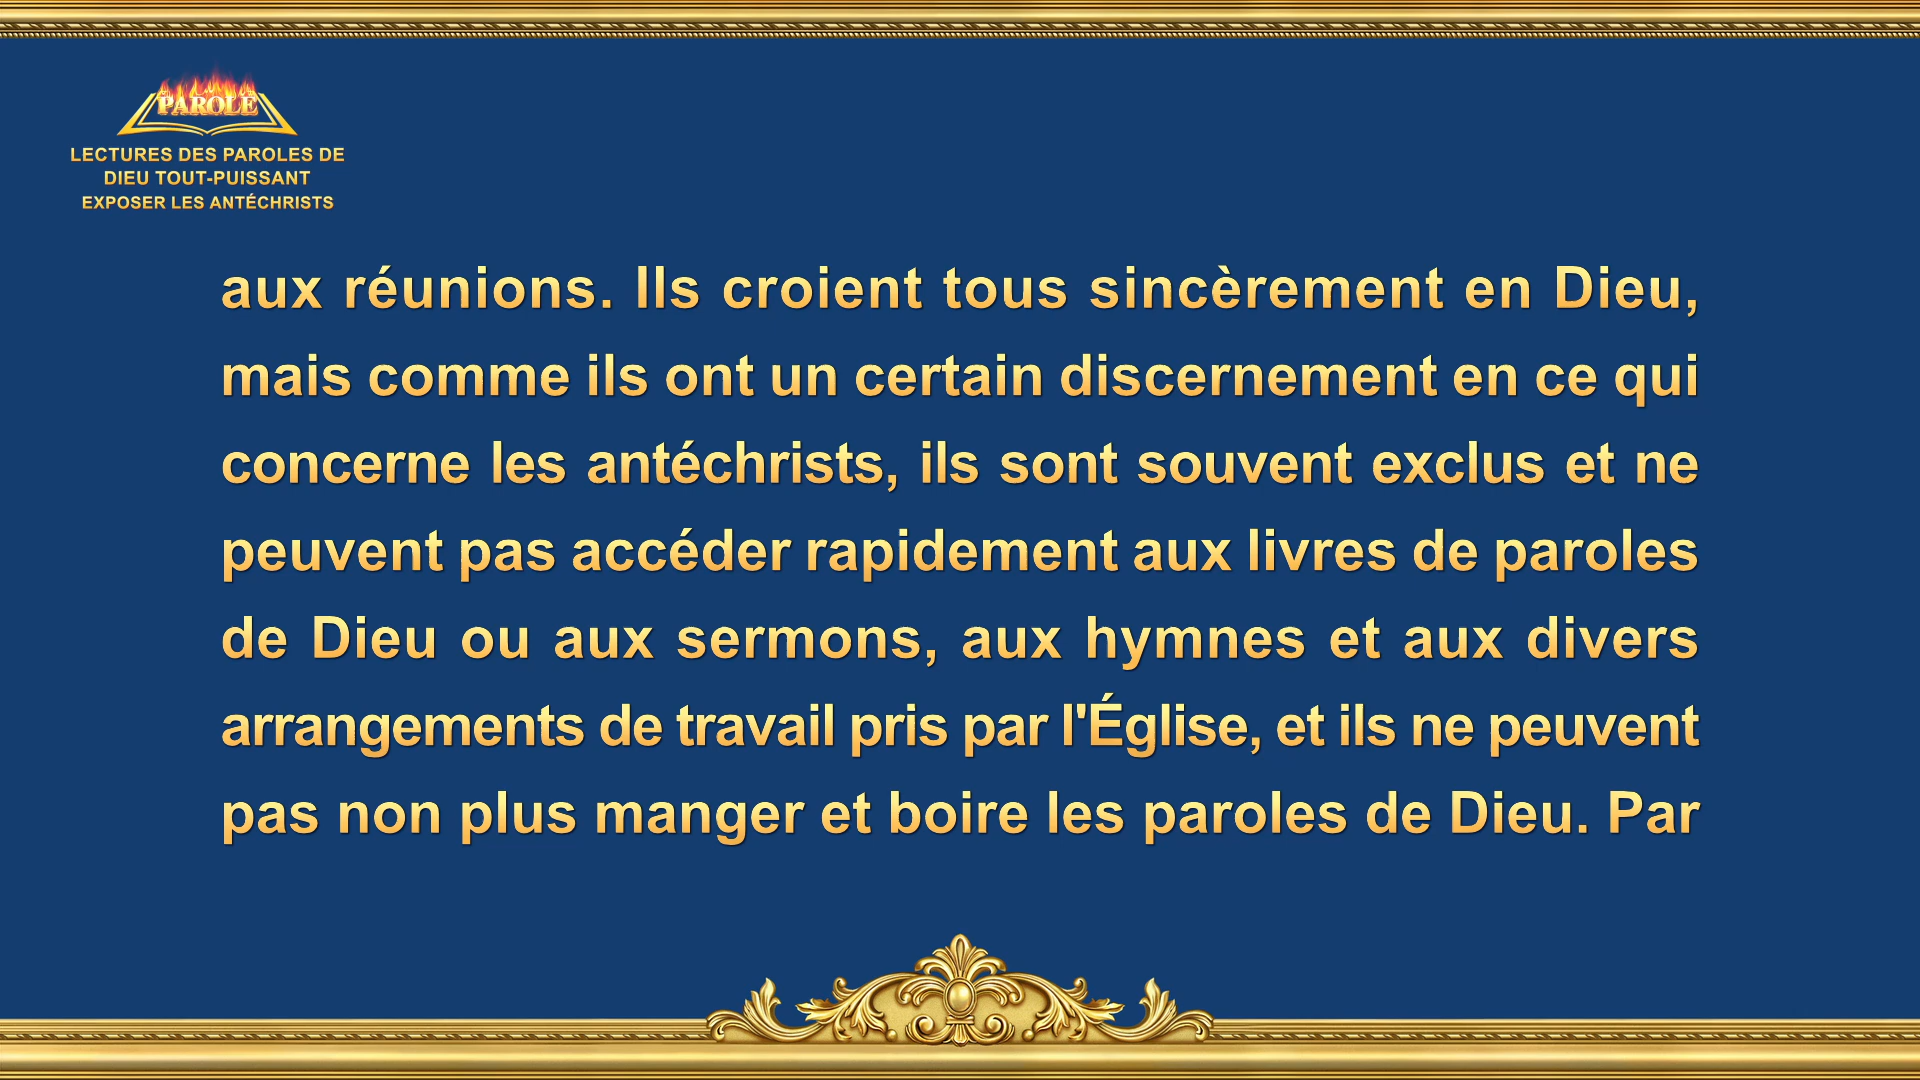 PAROLE
LECTURES DES PAROLES DE
DIEU TOUT-PUISSANT
EXPOSER LES ANTÉCHRISTS
aux réunions. Ils croient tous sincèrement en Dieu,
mais comme ils ont un certain discernement en ce qui
concerne les antéchrists, ils sont souvent exclus et ne
peuvent pas accéder rapidement aux livres de paroles
de Dieu ou aux sermons, aux hymnes et aux divers
arrangements de travail pris par l'Église, et ils ne peuvent
pas non plus manger et boire les paroles de Dieu. Par